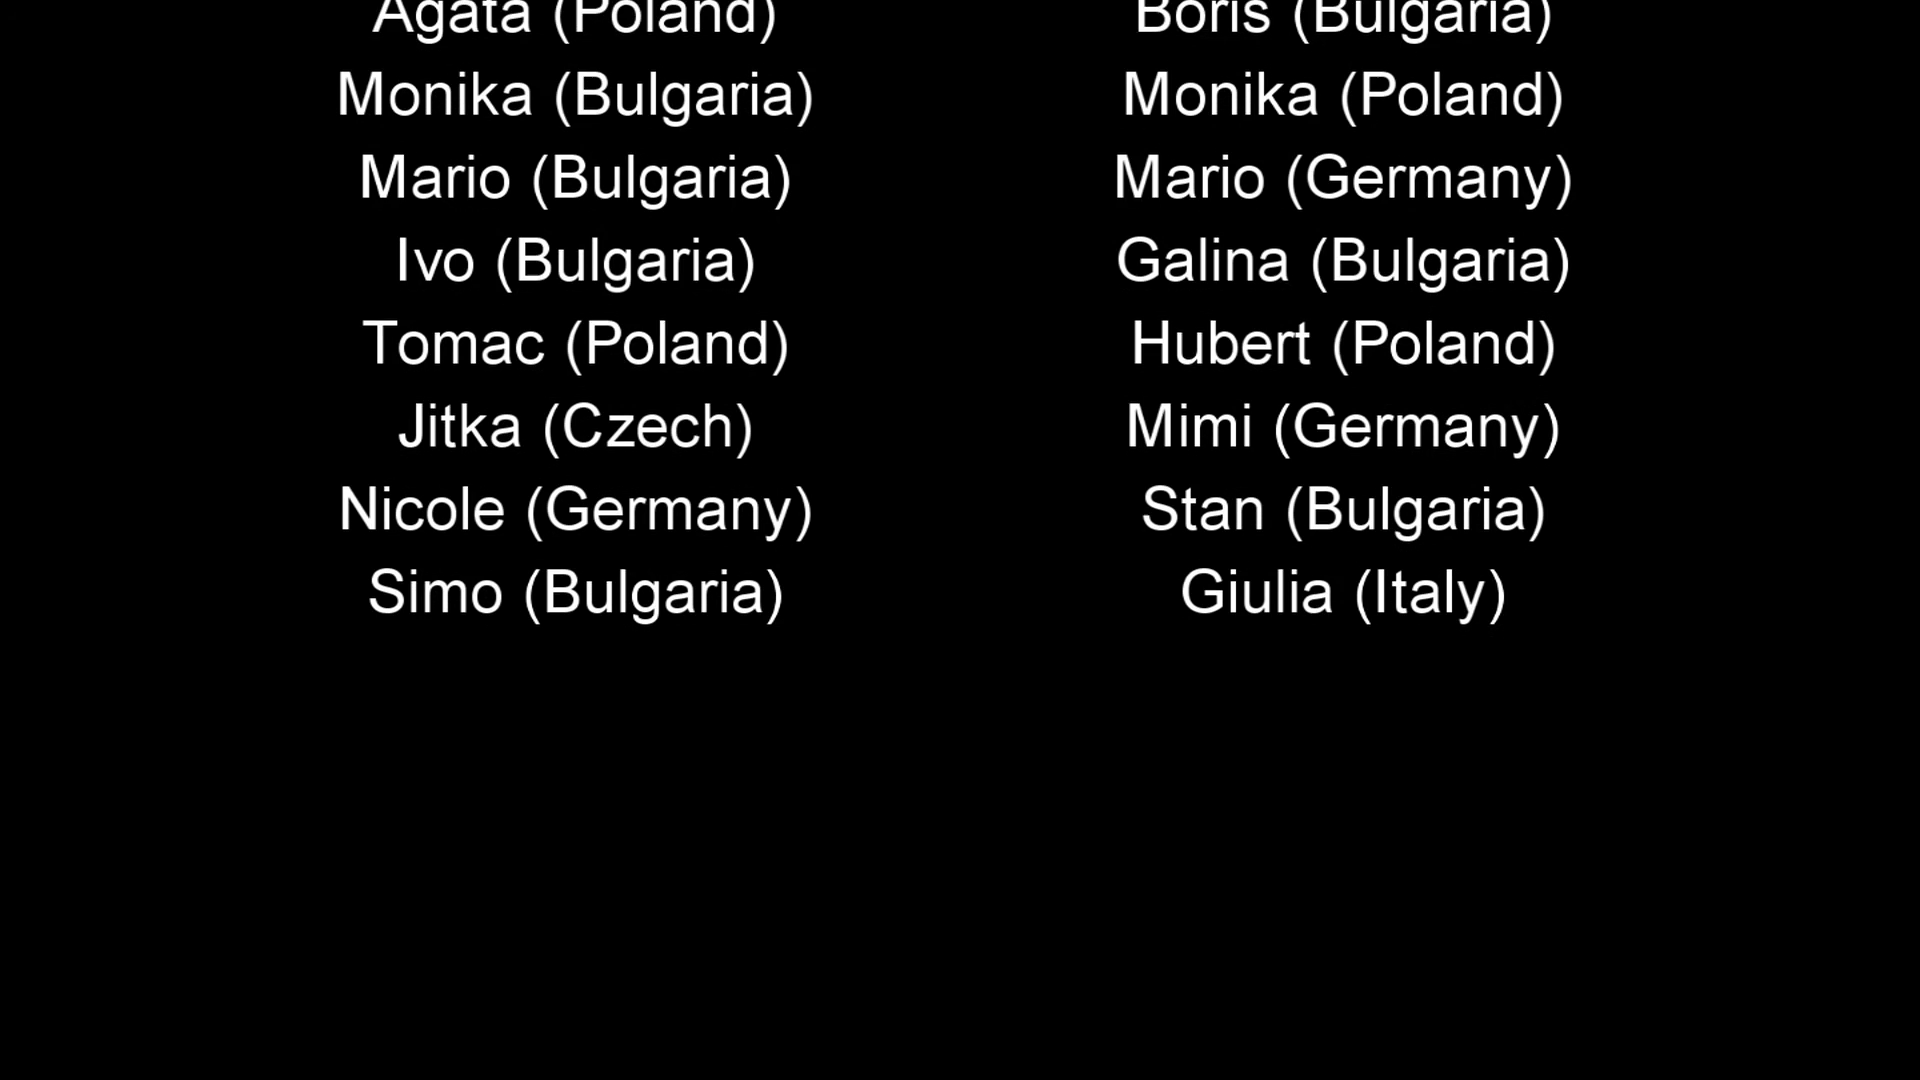 Agata (Poland) Boris (Bulgaria)
Monika (Bulgaria) Monika (Poland)
Mario (Bulgaria) Mario (Germany)
Ivo (Bulgaria) Galina (Bulgaria)
Tomac (Poland) Hubert (Poland)
Jitka (Czech) Mimi (Germany)
Nicole (Germany) Stan (Bulgaria)
Simo (Bulgaria) Giulia (Italy)